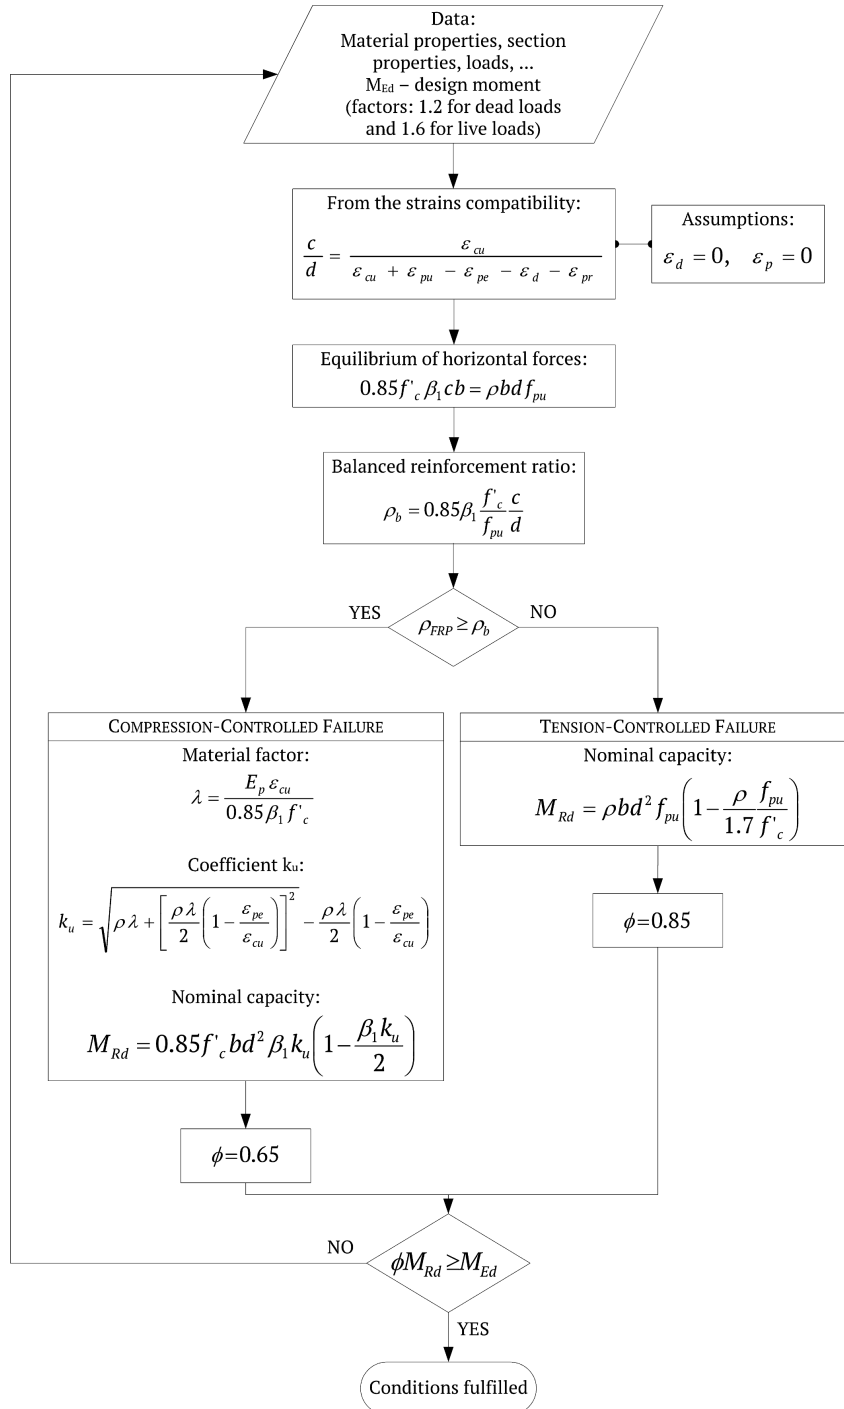 Data:
Material properties, section
properties, loads, ...
M_Ed – design moment
(factors: 1.2 for dead loads
and 1.6 for live loads)
From the strains compatibility:
c/d = ε_cu / (ε_cu + ε_pu − ε_pe − ε_d − ε_pr)
Assumptions:
ε_d = 0, ε_p = 0
Equilibrium of horizontal forces:
0.85f'_c β_1 cb = ρbdf_pu
Balanced reinforcement ratio:
ρ_b = 0.85β_1 (f'_c / f_pu) (c/d)
YES
ρ_FRP ≥ ρ_b
NO
COMPRESSION-CONTROLLED FAILURE
Material factor:
λ = E_p ε_cu / (0.85 β_1 f'_c)
Coefficient k_u:
k_u = √(ρλ + [ρλ/2 (1 − ε_pe/ε_cu)]^2) − ρλ/2 (1 − ε_pe/ε_cu)
Nominal capacity:
M_Rd = 0.85f'_c bd^2 β_1 k_u (1 − β_1 k_u / 2)
ϕ=0.65
TENSION-CONTROLLED FAILURE
Nominal capacity:
M_Rd = ρbd^2 f_pu (1 − ρ/1.7 f_pu/f'_c)
ϕ=0.85
NO
ϕM_Rd ≥ M_Ed
YES
Conditions fulfilled